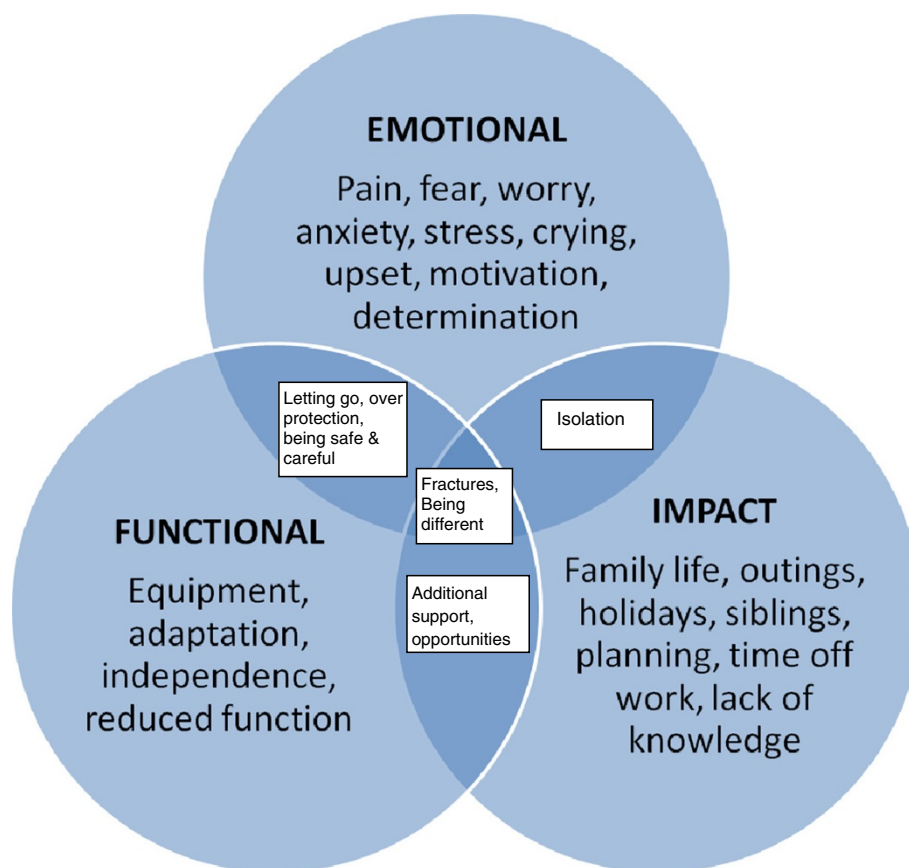 EMOTIONAL
Pain, fear, worry,
anxiety, stress, crying,
upset, motivation,
determination
Letting go, over
protection,
being safe &
careful
Isolation
Fractures,
Being
different
FUNCTIONAL
Equipment,
adaptation,
independence,
reduced function
Additional
support,
opportunities
IMPACT
Family life, outings,
holidays, siblings,
planning, time off
work, lack of
knowledge